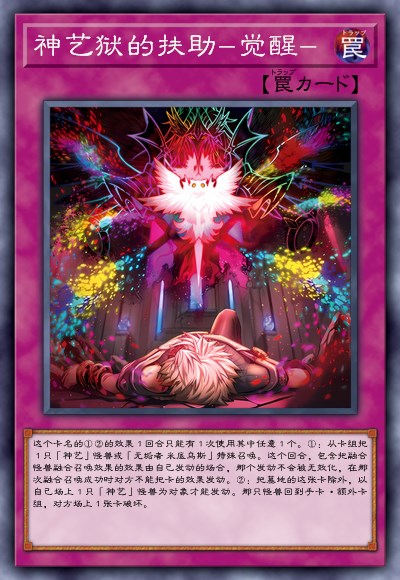 神艺狱的扶助－觉醒－
罠
トラップ
【罠カード】
トラップ
这个卡名的①②的效果1回合只能有1次使用其中任意1个。①：从卡组把
1只「神艺」怪兽或「无垢者 米底乌斯」特殊召唤。这个回合，包含把融合
怪兽融合召唤效果的效果由自己发动的场合，那个发动不会被无效化，在那
次融合召唤成功时对方不能把卡的效果发动。②：把墓地的这张卡除外，以
自己场上1只「神艺」怪兽为对象才能发动。那只怪兽回到手卡·额外卡
组，对方场上1张卡破坏。